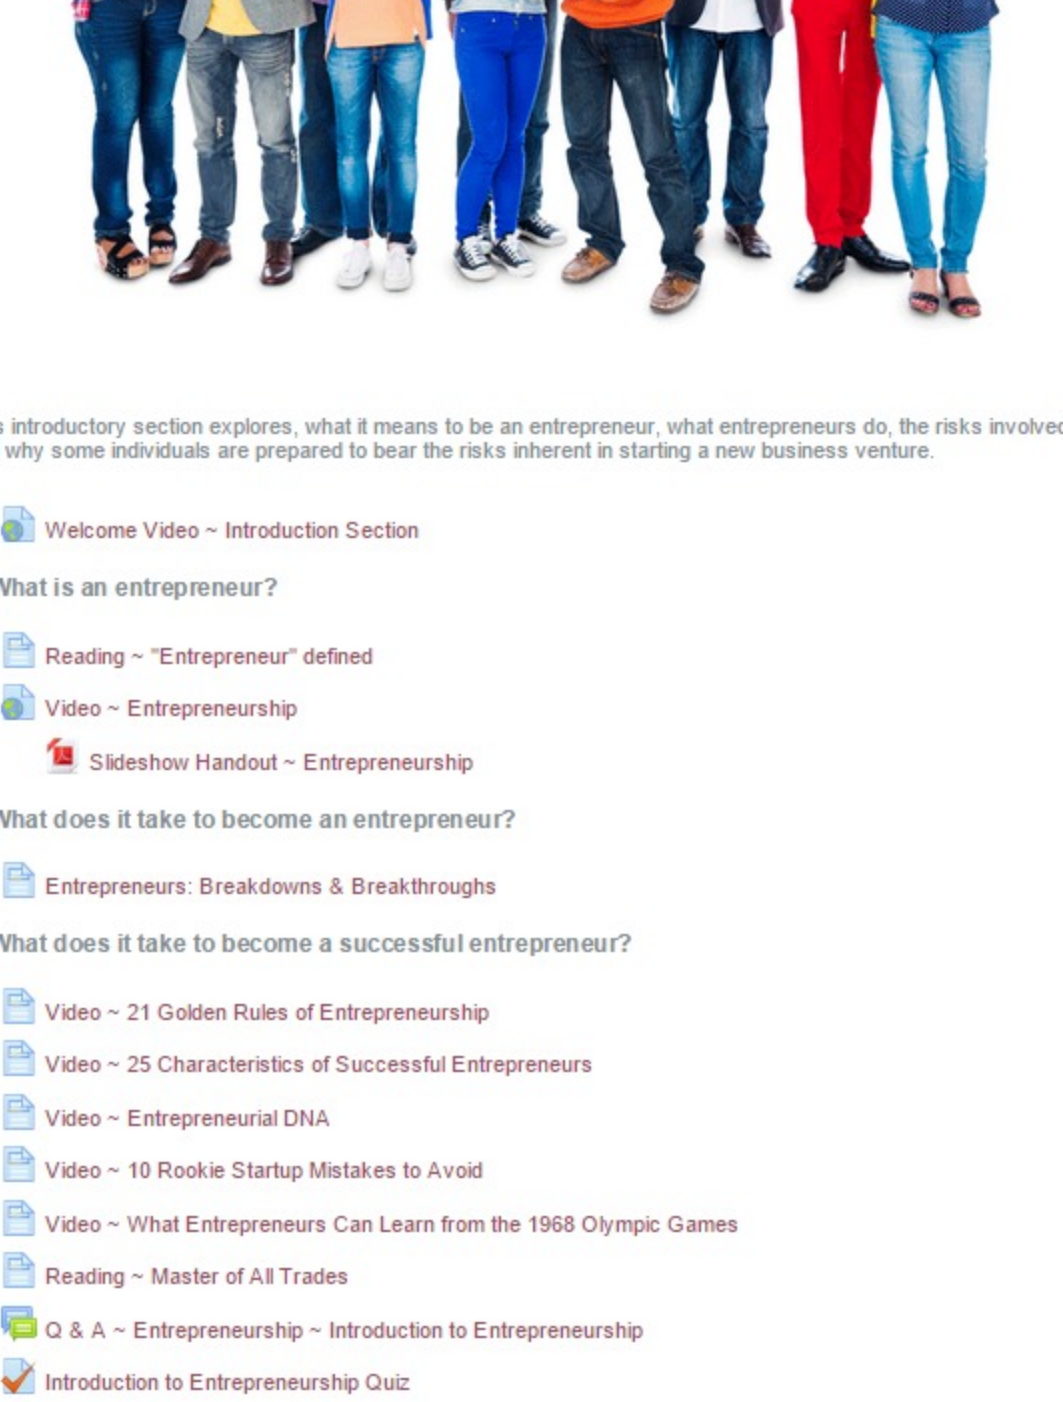 s introductory section explores, what it means to be an entrepreneur, what entrepreneurs do, the risks involved
why some individuals are prepared to bear the risks inherent in starting a new business venture.
Welcome Video ~ Introduction Section
What is an entrepreneur?
Reading ~ "Entrepreneur" defined
Video ~ Entrepreneurship
Slideshow Handout ~ Entrepreneurship
What does it take to become an entrepreneur?
Entrepreneurs: Breakdowns & Breakthroughs
What does it take to become a successful entrepreneur?
Video ~ 21 Golden Rules of Entrepreneurship
Video ~ 25 Characteristics of Successful Entrepreneurs
Video ~ Entrepreneurial DNA
Video ~ 10 Rookie Startup Mistakes to Avoid
Video ~ What Entrepreneurs Can Learn from the 1968 Olympic Games
Reading ~ Master of All Trades
Q & A ~ Entrepreneurship ~ Introduction to Entrepreneurship
Introduction to Entrepreneurship Quiz